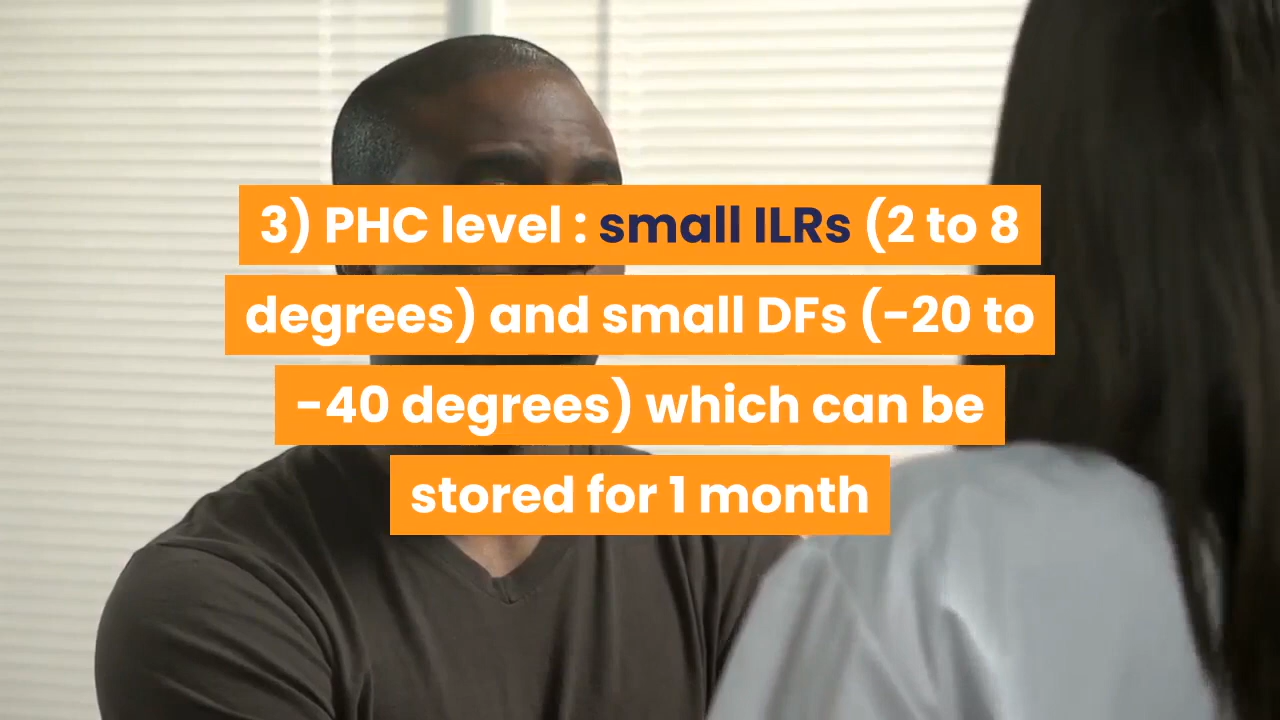 3) PHC level : small ILRs (2 to 8
degrees) and small DFs (-20 to
-40 degrees) which can be
stored for 1 month